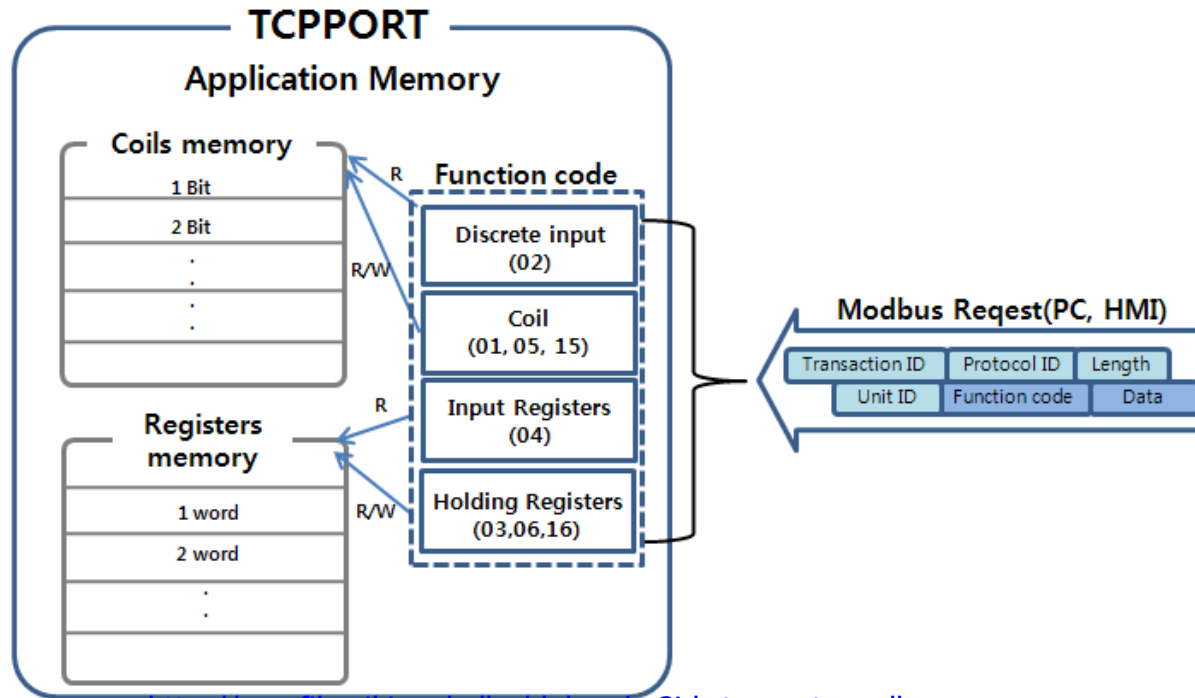 TCPPORT
Application Memory
Coils memory
1 Bit
2 Bit
.
.
.
.
R
R/W
Function code
Discrete input
(02)
Coil
(01, 05, 15)
Input Registers
(04)
Holding Registers
(03,06,16)
R
R/W
Registers
memory
1 word
2 word
.
.
Modbus Reqest(PC, HMI)
Transaction ID Protocol ID Length
Unit ID Function code Data